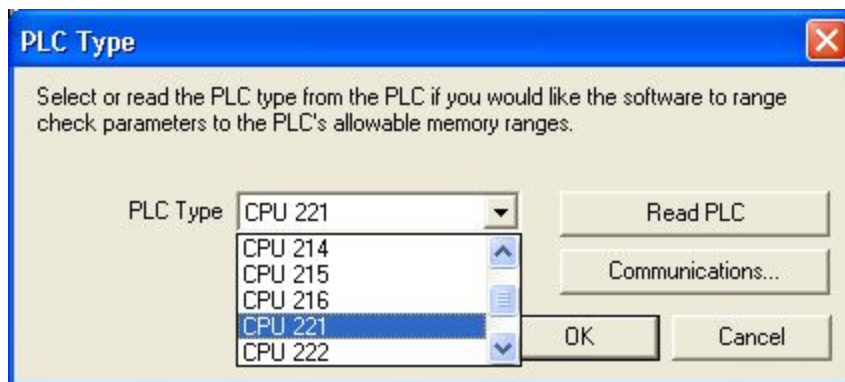 PLC Type
Select or read the PLC type from the PLC if you would like the software to range
check parameters to the PLC's allowable memory ranges.
PLC Type CPU 221 Read PLC
CPU 214
CPU 215
CPU 216
CPU 221
CPU 222
Communications...
OK Cancel